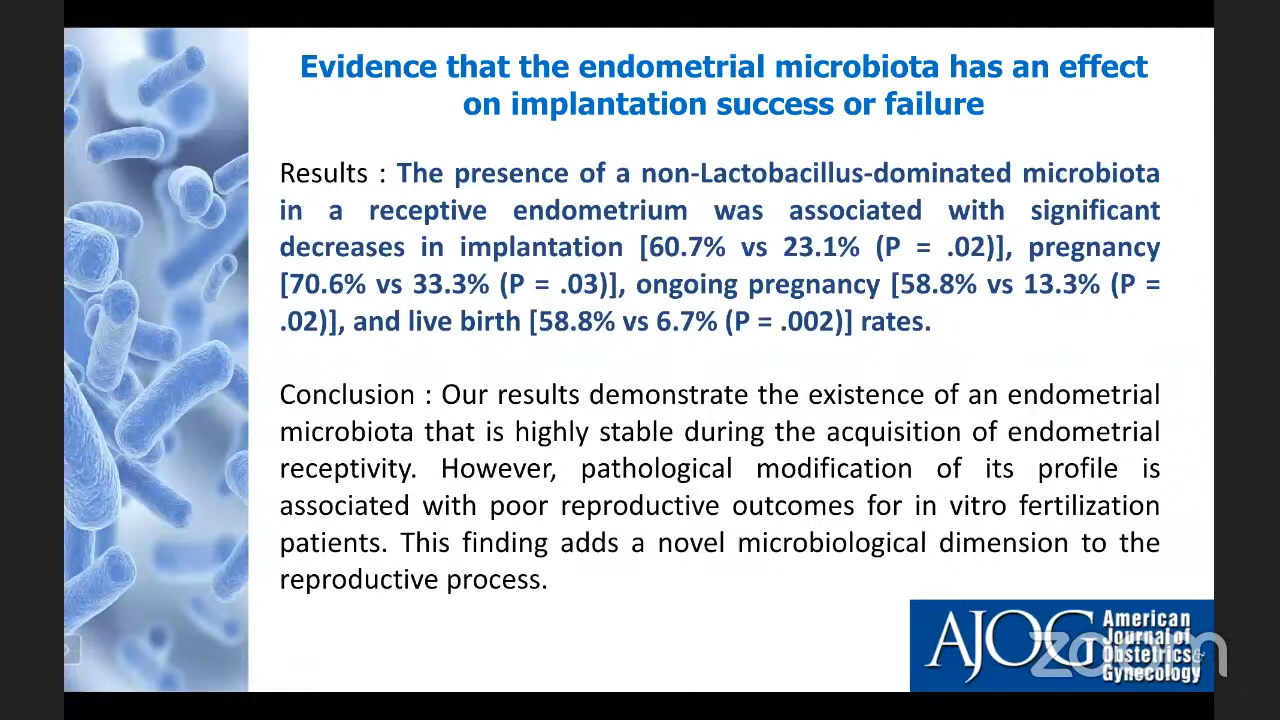 Evidence that the endometrial microbiota has an effect
on implantation success or failure
Results : The presence of a non-Lactobacillus-dominated microbiota
in a receptive endometrium was associated with significant
decreases in implantation [60.7% vs 23.1% (P = .02)], pregnancy
[70.6% vs 33.3% (P = .03)], ongoing pregnancy [58.8% vs 13.3% (P =
.02)], and live birth [58.8% vs 6.7% (P = .002)] rates.
Conclusion : Our results demonstrate the existence of an endometrial
microbiota that is highly stable during the acquisition of endometrial
receptivity. However, pathological modification of its profile is
associated with poor reproductive outcomes for in vitro fertilization
patients. This finding adds a novel microbiological dimension to the
reproductive process.
AJOG
American
Journal of
Obstetrics&
Gynecology
zoom